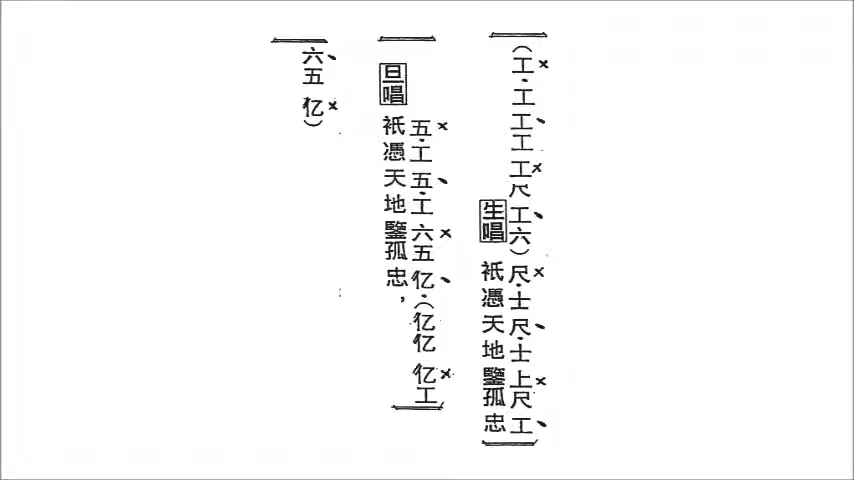 (工×・工工、工工×尺工、六)尺×・士尺、・士上×尺工、
生唱 衹憑天地鑒孤忠
五×・工五、・工六×五亿、・(亿亿亿×工
旦唱 衹憑天地鑒孤忠，
六、五亿×)